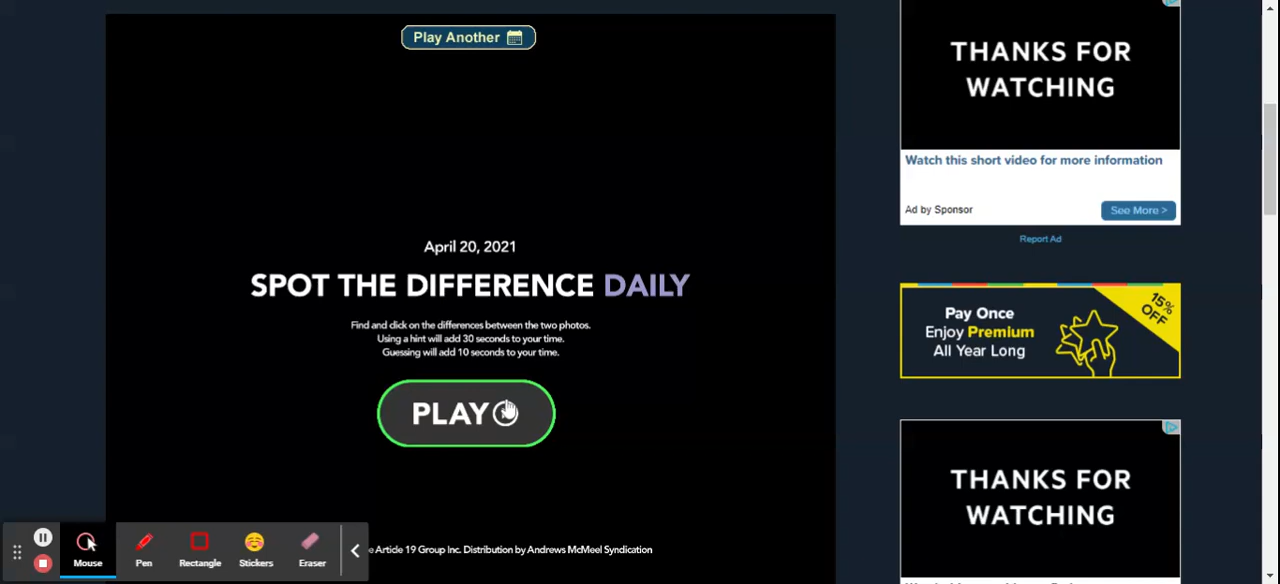 Play Another
April 20, 2021
SPOT THE DIFFERENCE DAILY
Find and click on the differences between the two photos.
Using a hint will add 30 seconds to your time.
Guessing will add 10 seconds to your time.
PLAY
Article 19 Group Inc. Distribution by Andrews McMeel Syndication
Mouse
Pen
Rectangle
Stickers
Eraser
THANKS FOR
WATCHING
Watch this short video for more information
Ad by Sponsor
See More >
Report Ad
Pay Once
Enjoy Premium
All Year Long
15%
OFF
THANKS FOR
WATCHING